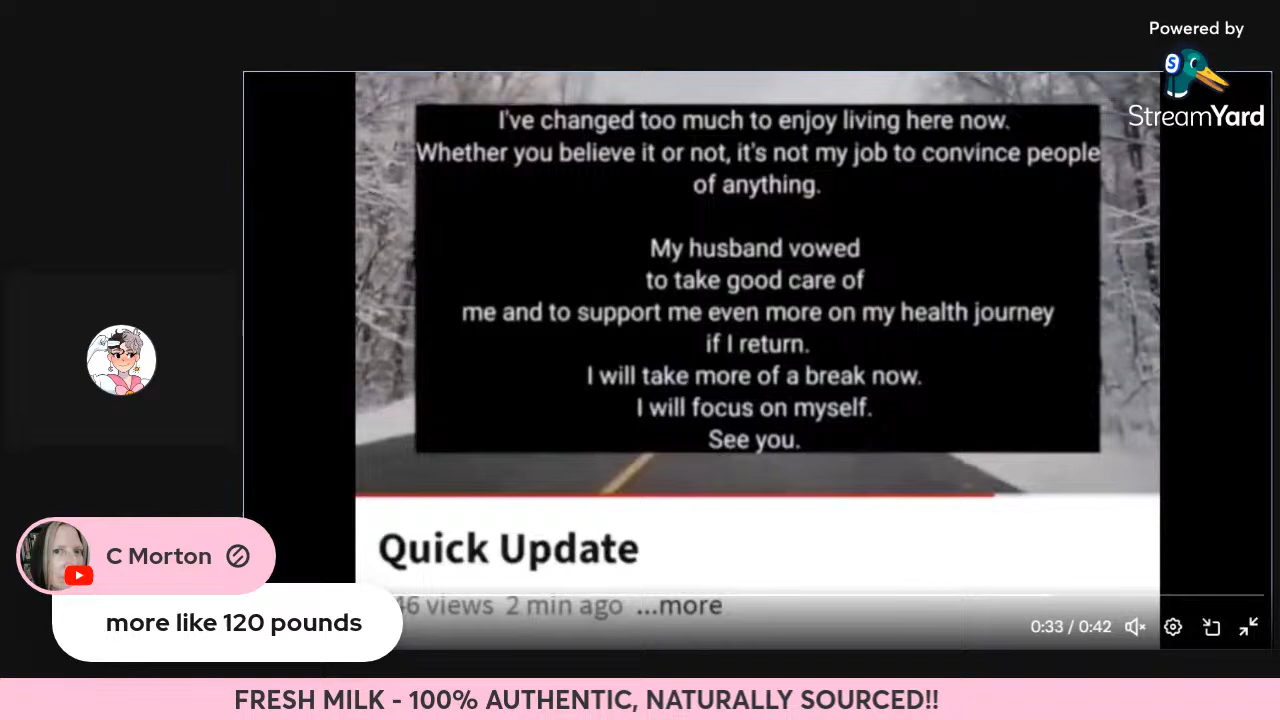 Powered by
StreamYard
I've changed too much to enjoy living here now.
Whether you believe it or not, it's not my job to convince people
of anything.
My husband vowed
to take good care of
me and to support me even more on my health journey
if I return.
I will take more of a break now.
I will focus on myself.
See you.
Quick Update
46 views 2 min ago ...more
0:33 / 0:42
C Morton
more like 120 pounds
FRESH MILK - 100% AUTHENTIC, NATURALLY SOURCED!!